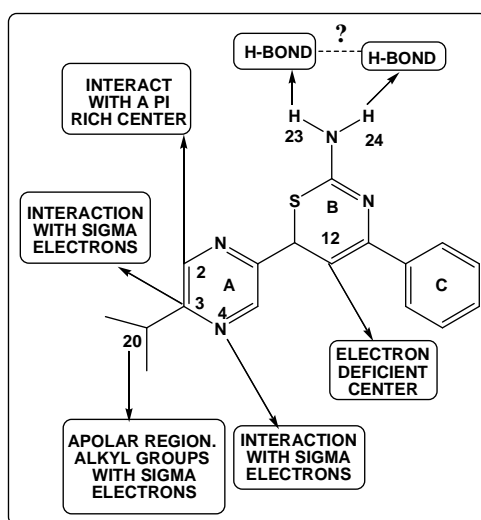 ?
H-BOND
H-BOND
INTERACT
WITH A PI
RICH CENTER
H
H
23
N
24
S
N
B
INTERACTION
WITH SIGMA
ELECTRONS
12
N
2
A
C
3
4
N
20
ELECTRON
DEFICIENT
CENTER
APOLAR REGION.
ALKYL GROUPS
WITH SIGMA
ELECTRONS
INTERACTION
WITH SIGMA
ELECTRONS